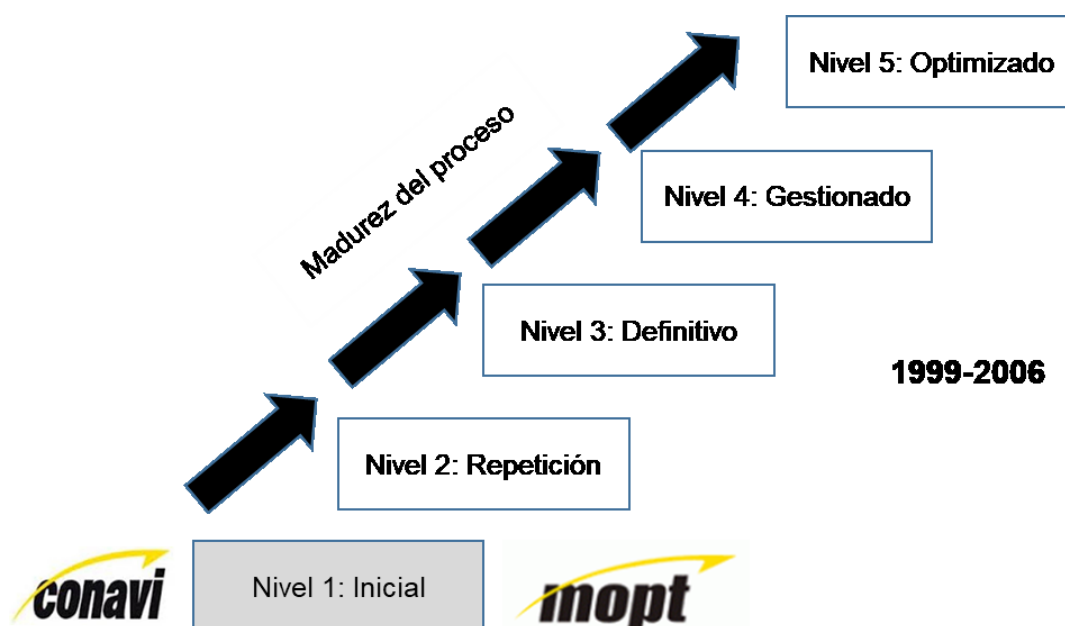 Nivel 5: Optimizado
Madurez del proceso
Nivel 4: Gestionado
Nivel 3: Definitivo
1999-2006
Nivel 2: Repetición
conavi
Nivel 1: Inicial
mopt